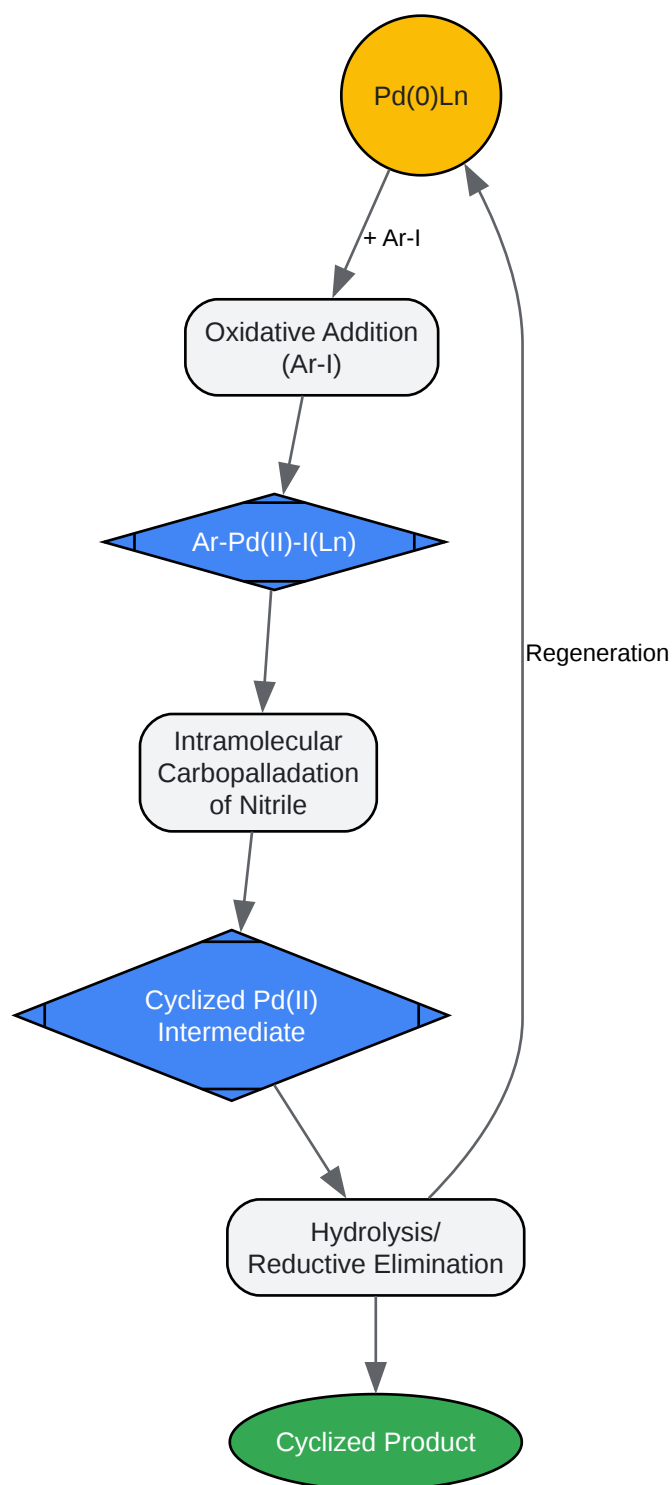 Pd(0)Ln
+ Ar-I
Oxidative Addition
(Ar-I)
Ar-Pd(II)-I(Ln)
Regeneration
Intramolecular
Carbopalladation
of Nitrile
Cyclized Pd(II)
Intermediate
Hydrolysis/
Reductive Elimination
Cyclized Product